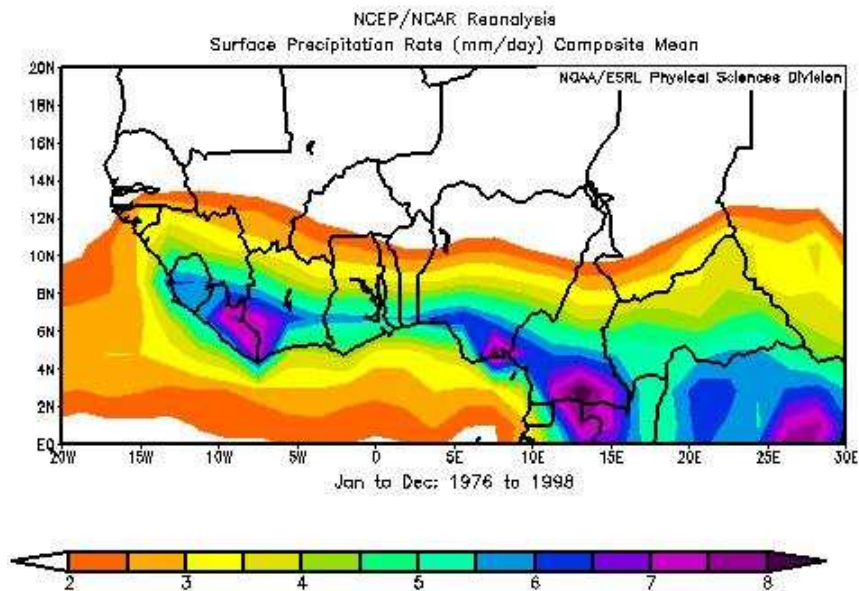 NCEP/NCAR Reanalysis
Surface Precipitation Rate (mm/day) Composite Mean
NOAA/ESRL Physical Sciences Division
20N
18N
16N
14N
12N
10N
8N
6N
4N
2N
EQ
20W 15W 10W 5W 0 5E 10E 15E 20E 25E 30E
Jan to Dec: 1976 to 1998
2 3 4 5 6 7 8